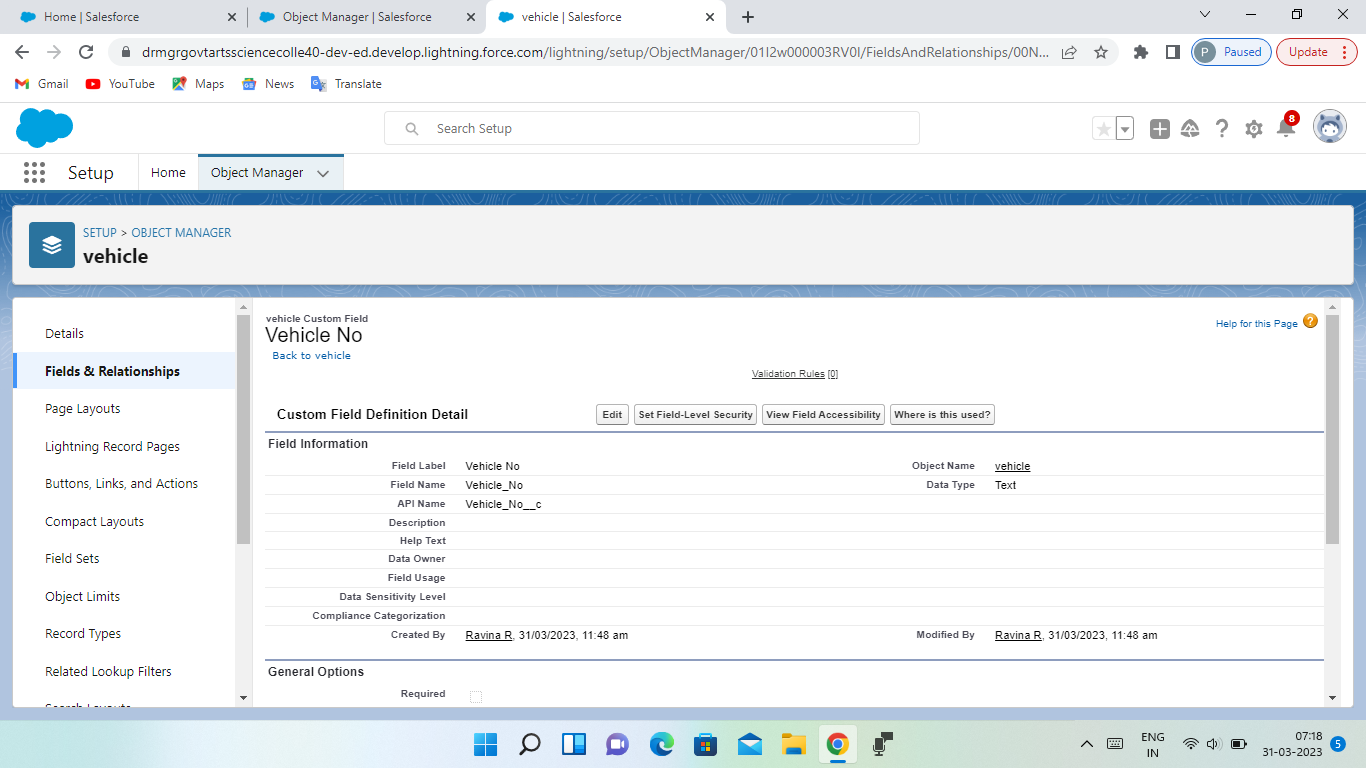 Home | Salesforce
Object Manager | Salesforce
vehicle | Salesforce
drmgrgovtartssciencecolle40-dev-ed.develop.lightning.force.com/lightning/setup/ObjectManager/01I2w000003RV0l/FieldsAndRelationships/00N...
P Paused
Update
Gmail
YouTube
Maps
News
Translate
Search Setup
8
Setup
Home
Object Manager
SETUP > OBJECT MANAGER
vehicle
Details
Fields & Relationships
Page Layouts
Lightning Record Pages
Buttons, Links, and Actions
Compact Layouts
Field Sets
Object Limits
Record Types
Related Lookup Filters
Search Layouts
vehicle Custom Field
Vehicle No
Back to vehicle
Help for this Page ?
Validation Rules [0]
Custom Field Definition Detail
Edit
Set Field-Level Security
View Field Accessibility
Where is this used?
Field Information
Field Label Vehicle No Object Name vehicle
Field Name Vehicle_No Data Type Text
API Name Vehicle_No__c
Description
Help Text
Data Owner
Field Usage
Data Sensitivity Level
Compliance Categorization
Created By Ravina R, 31/03/2023, 11:48 am Modified By Ravina R, 31/03/2023, 11:48 am
General Options
Required
ENG
IN
07:18
31-03-2023
5